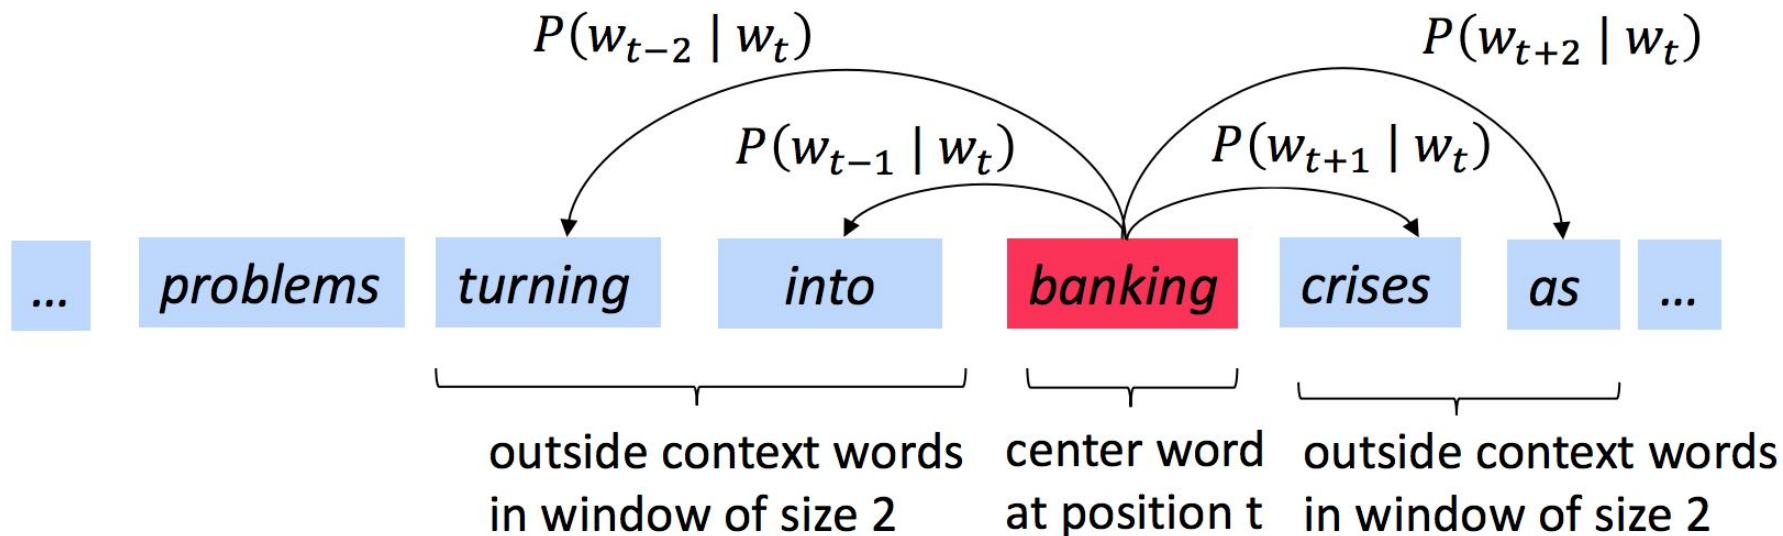 P(w_{t−2} | w_t) P(w_{t+2} | w_t)
P(w_{t−1} | w_t) P(w_{t+1} | w_t)
... problems turning into banking crises as ...
outside context words center word outside context words
in window of size 2 at position t in window of size 2